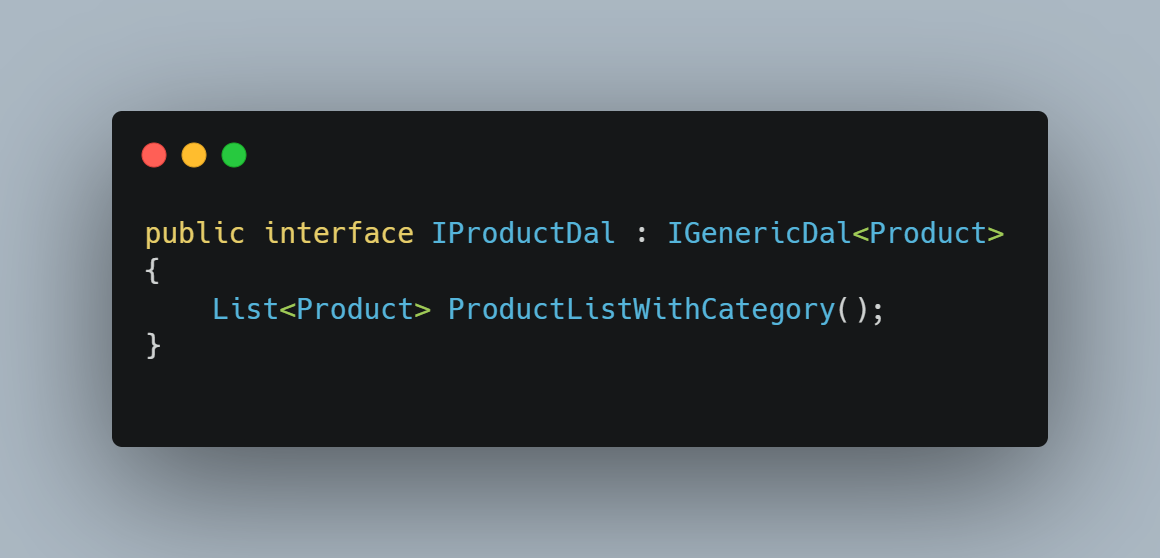 public interface IProductDal : IGenericDal<Product>
{
    List<Product> ProductListWithCategory();
}